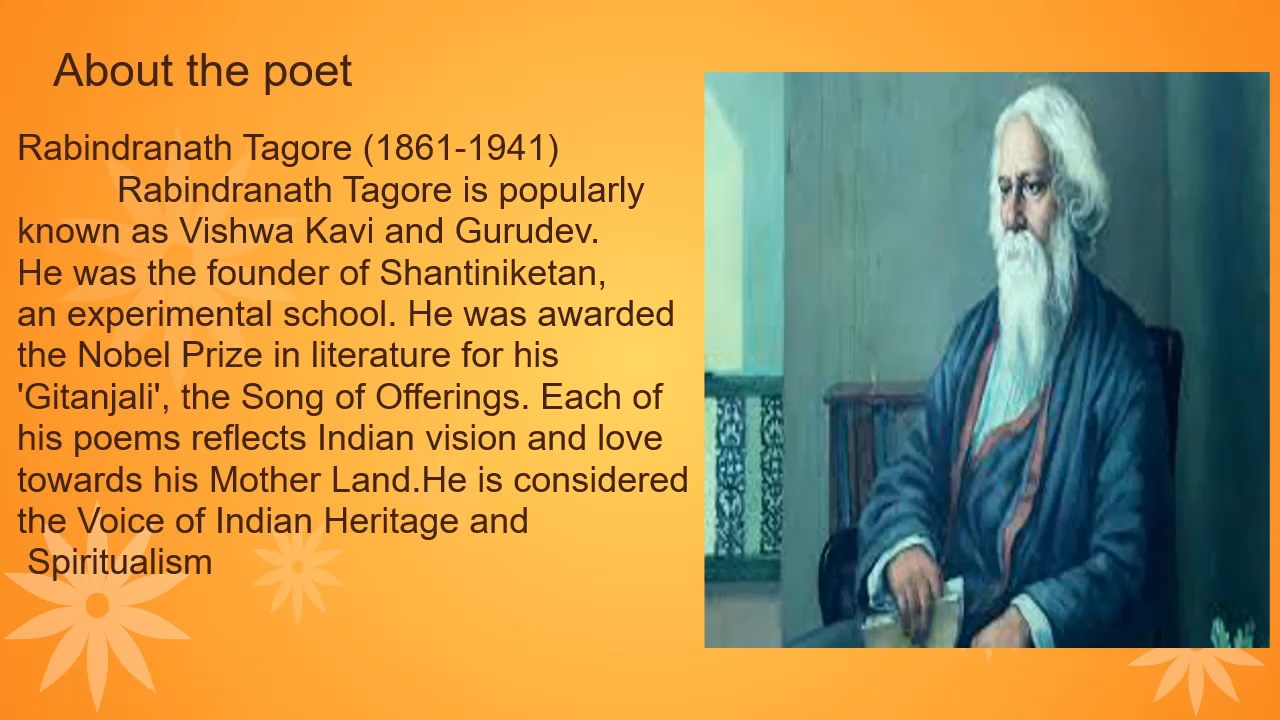 About the poet
Rabindranath Tagore (1861-1941)
Rabindranath Tagore is popularly
known as Vishwa Kavi and Gurudev.
He was the founder of Shantiniketan,
an experimental school. He was awarded
the Nobel Prize in literature for his
'Gitanjali', the Song of Offerings. Each of
his poems reflects Indian vision and love
towards his Mother Land.He is considered
the Voice of Indian Heritage and
Spiritualism